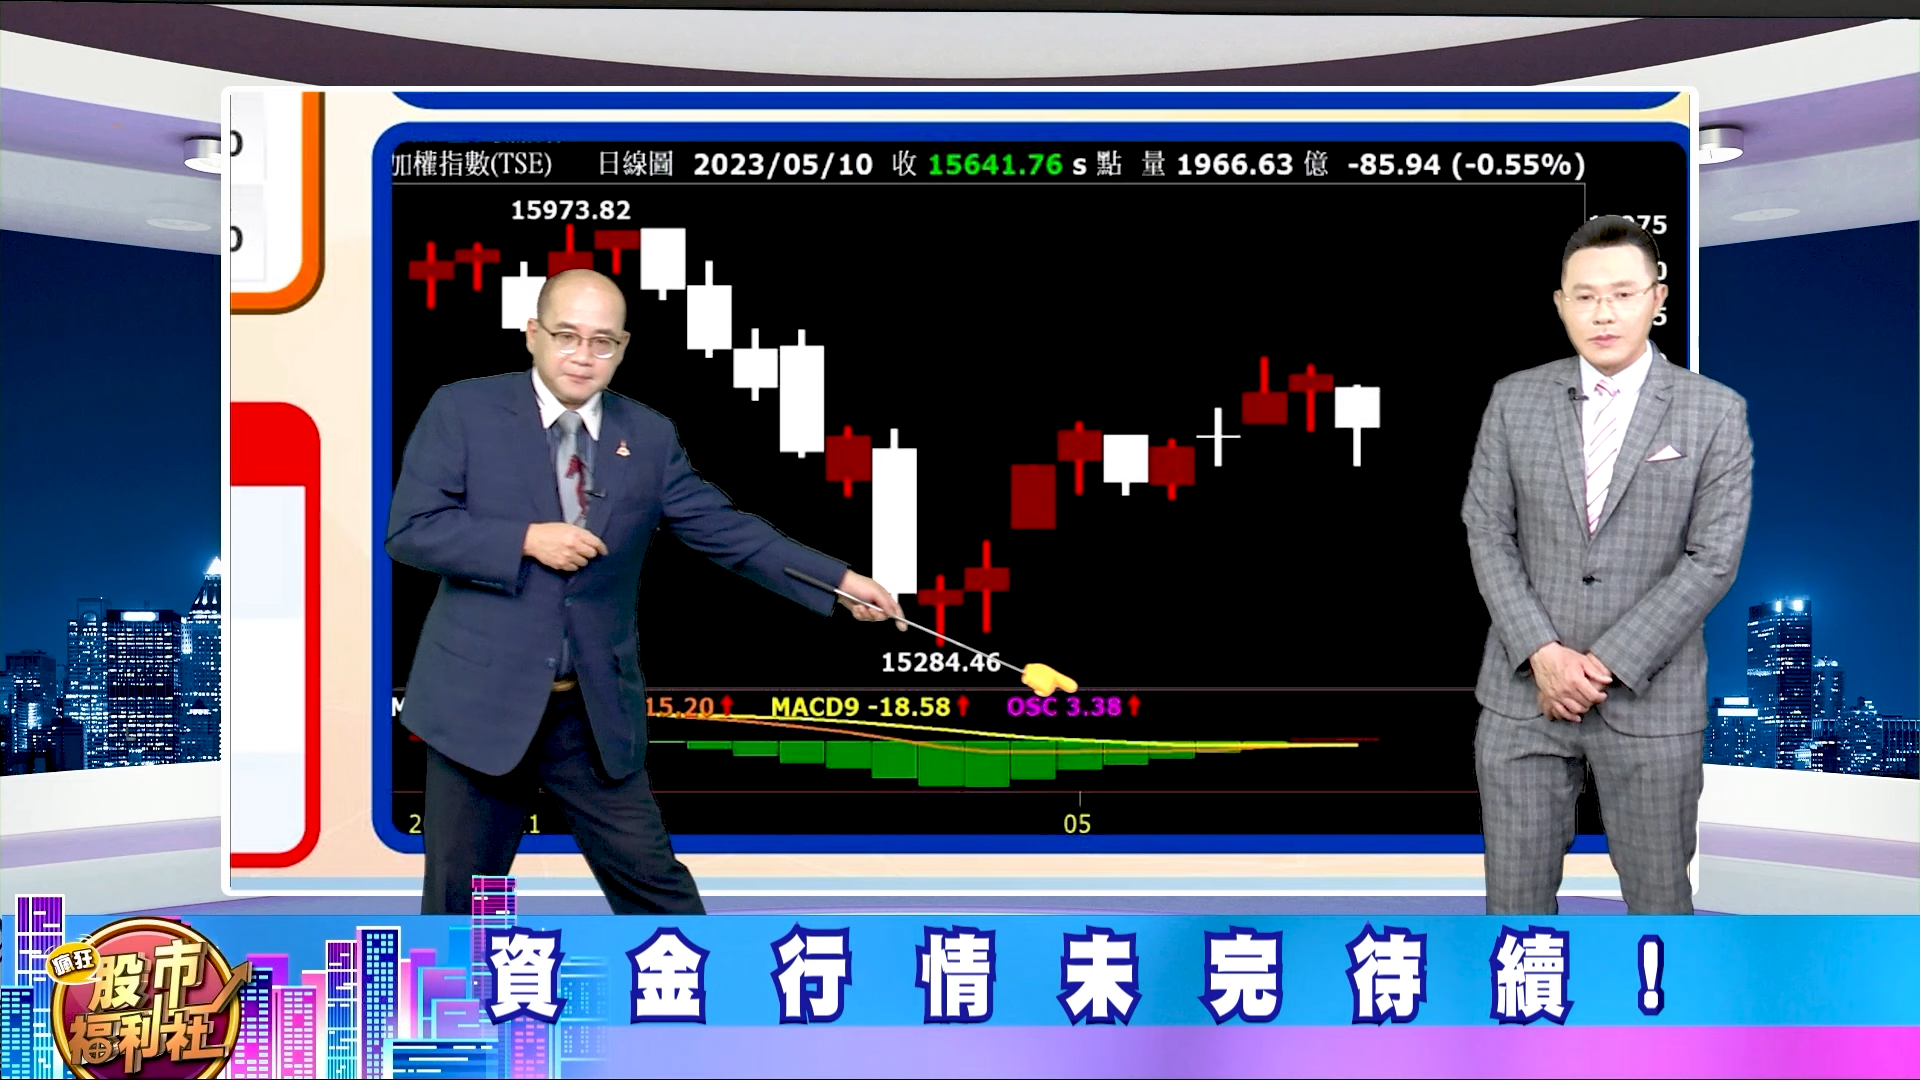 加權指數(TSE) 日線圖 2023/05/10 收 15641.76 s 點 量 1966.63 億 -85.94 (-0.55%)
15973.82
15284.46
15.20↑ MACD9 -18.58↑ OSC 3.38↑
05
資金行情未完待續！
瘋狂
股市
福利社